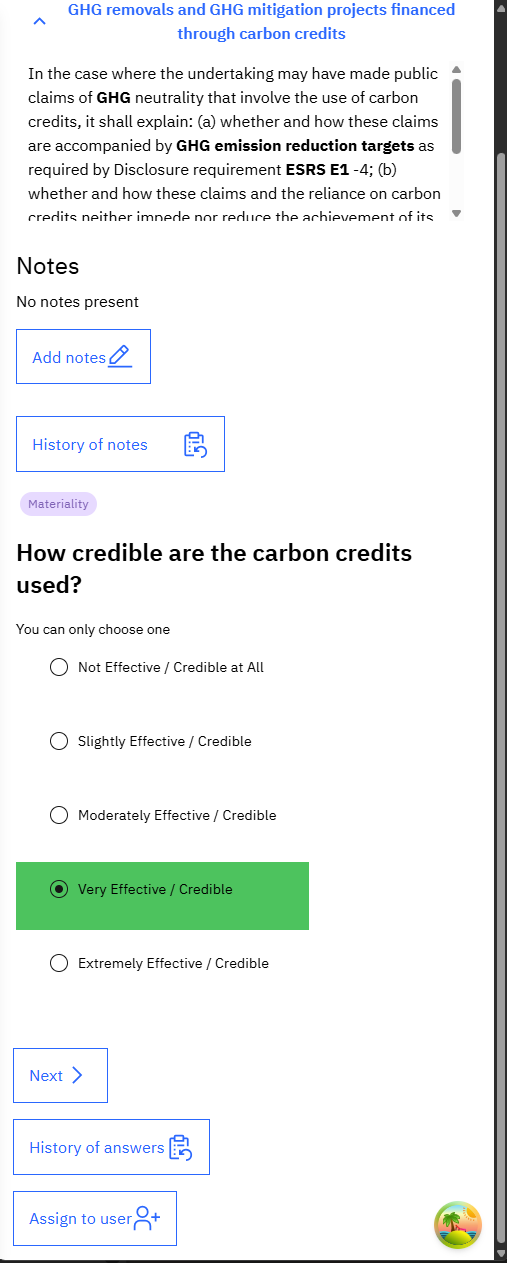 GHG removals and GHG mitigation projects financed
through carbon credits
In the case where the undertaking may have made public
claims of GHG neutrality that involve the use of carbon
credits, it shall explain: (a) whether and how these claims
are accompanied by GHG emission reduction targets as
required by Disclosure requirement ESRS E1 -4; (b)
whether and how these claims and the reliance on carbon
credits neither impede nor reduce the achievement of its
Notes
No notes present
Add notes
History of notes
Materiality
How credible are the carbon credits
used?
You can only choose one
Not Effective / Credible at All
Slightly Effective / Credible
Moderately Effective / Credible
Very Effective / Credible
Extremely Effective / Credible
Next
History of answers
Assign to user